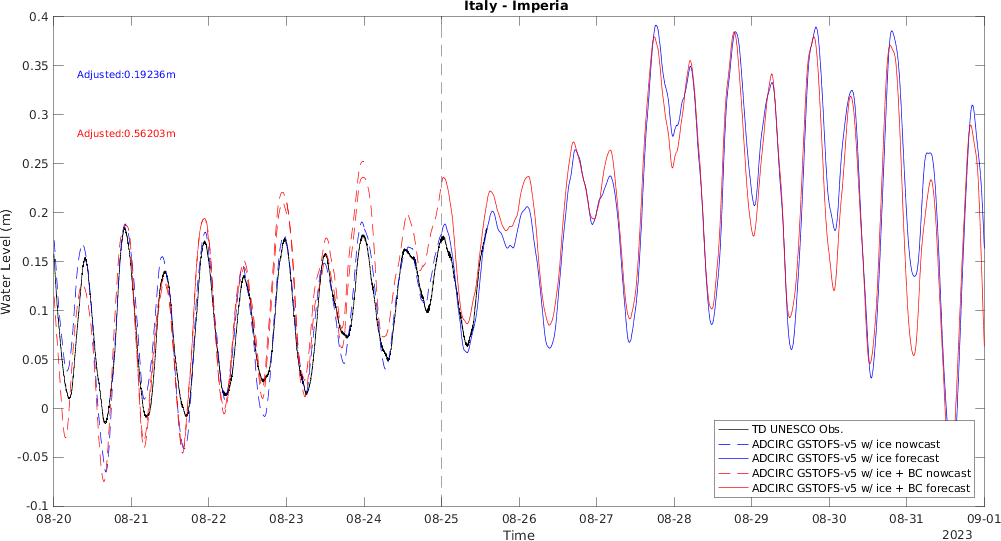 Italy - Imperia
Water Level (m)
0.4
0.35
0.3
0.25
0.2
0.15
0.1
0.05
0
-0.05
-0.1
Adjusted:0.19236m
Adjusted:0.56203m
TD UNESCO Obs.
ADCIRC GSTOFS-v5 w/ ice nowcast
ADCIRC GSTOFS-v5 w/ ice forecast
ADCIRC GSTOFS-v5 w/ ice + BC nowcast
ADCIRC GSTOFS-v5 w/ ice + BC forecast
08-20 08-21 08-22 08-23 08-24 08-25 08-26 08-27 08-28 08-29 08-30 08-31 09-01
Time
2023